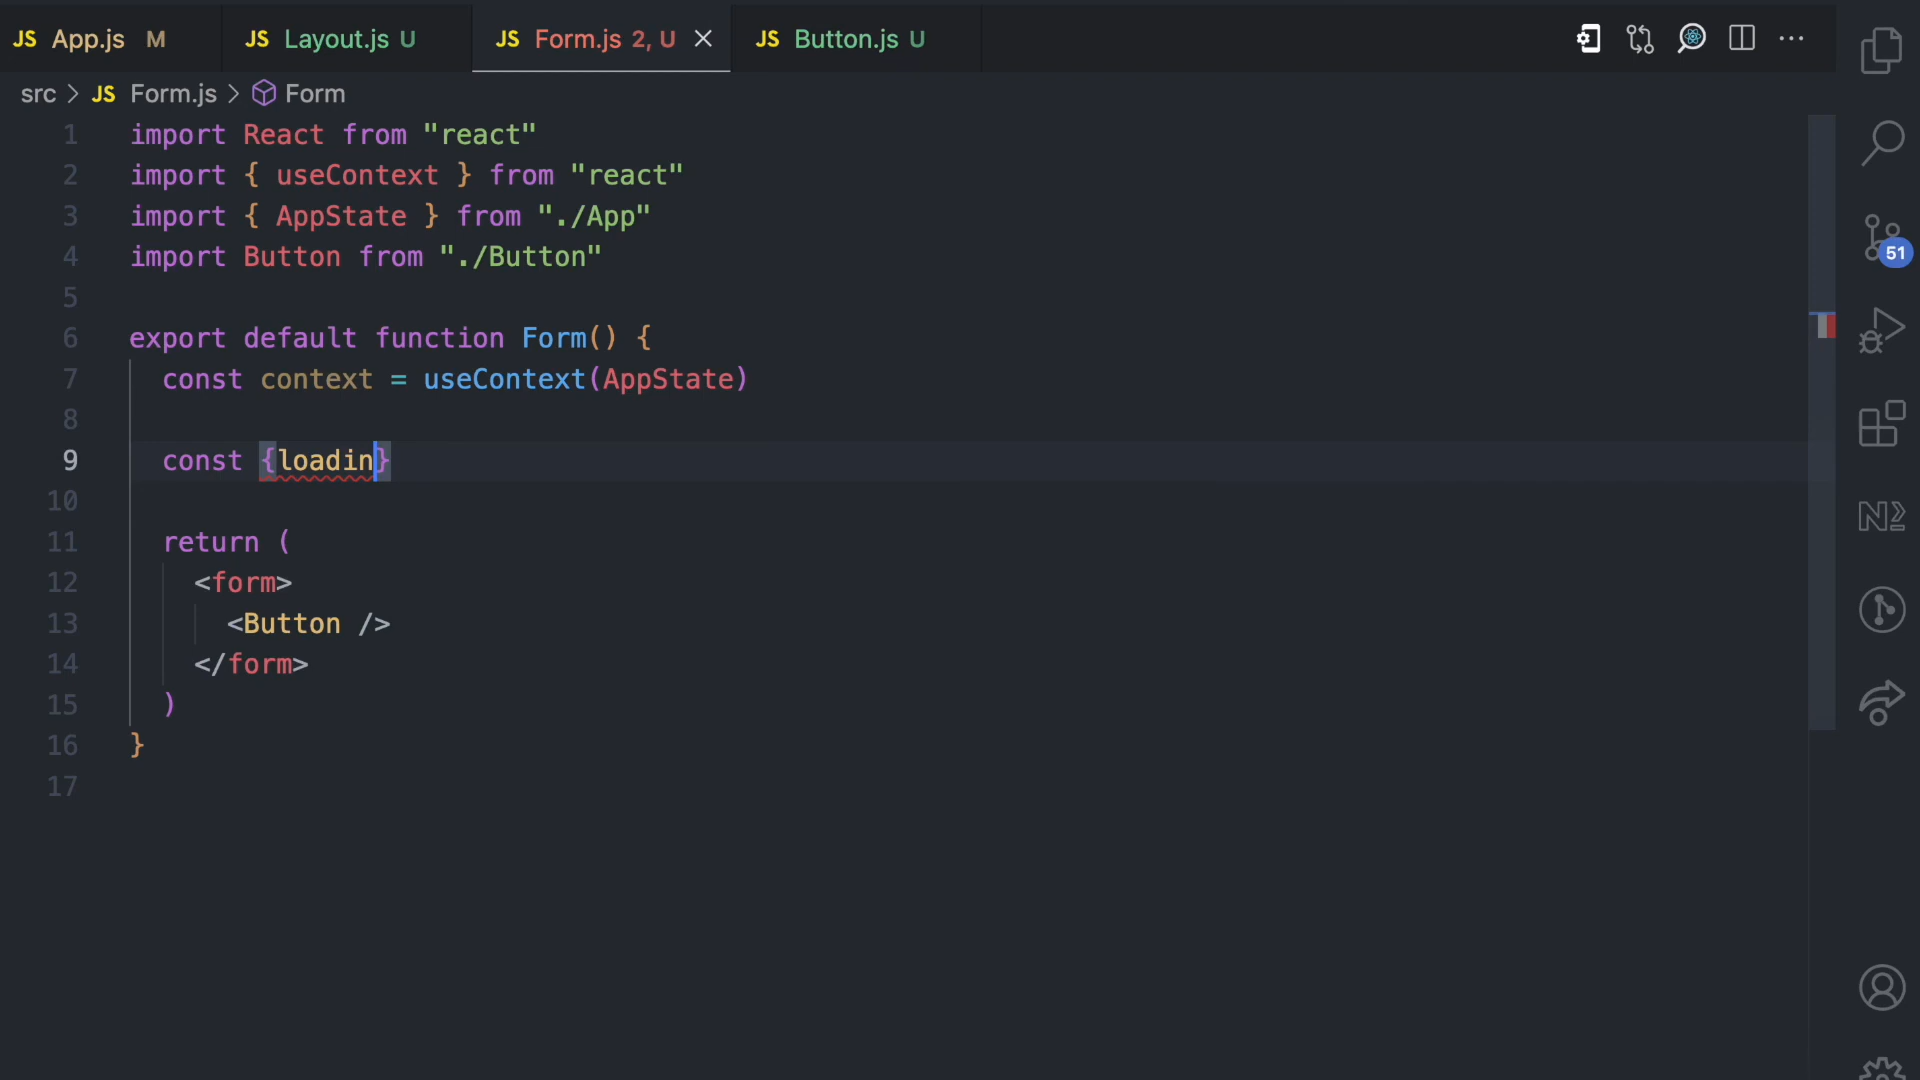 JS App.js M JS Layout.js U JS Form.js 2, U JS Button.js U
src > JS Form.js > Form
1 import React from "react"
2 import { useContext } from "react"
3 import { AppState } from "./App"
4 import Button from "./Button"
5
6 export default function Form() {
7 const context = useContext(AppState)
8
9 const {loadin}
10
11 return (
12 <form>
13 <Button />
14 </form>
15 )
16 }
17
51